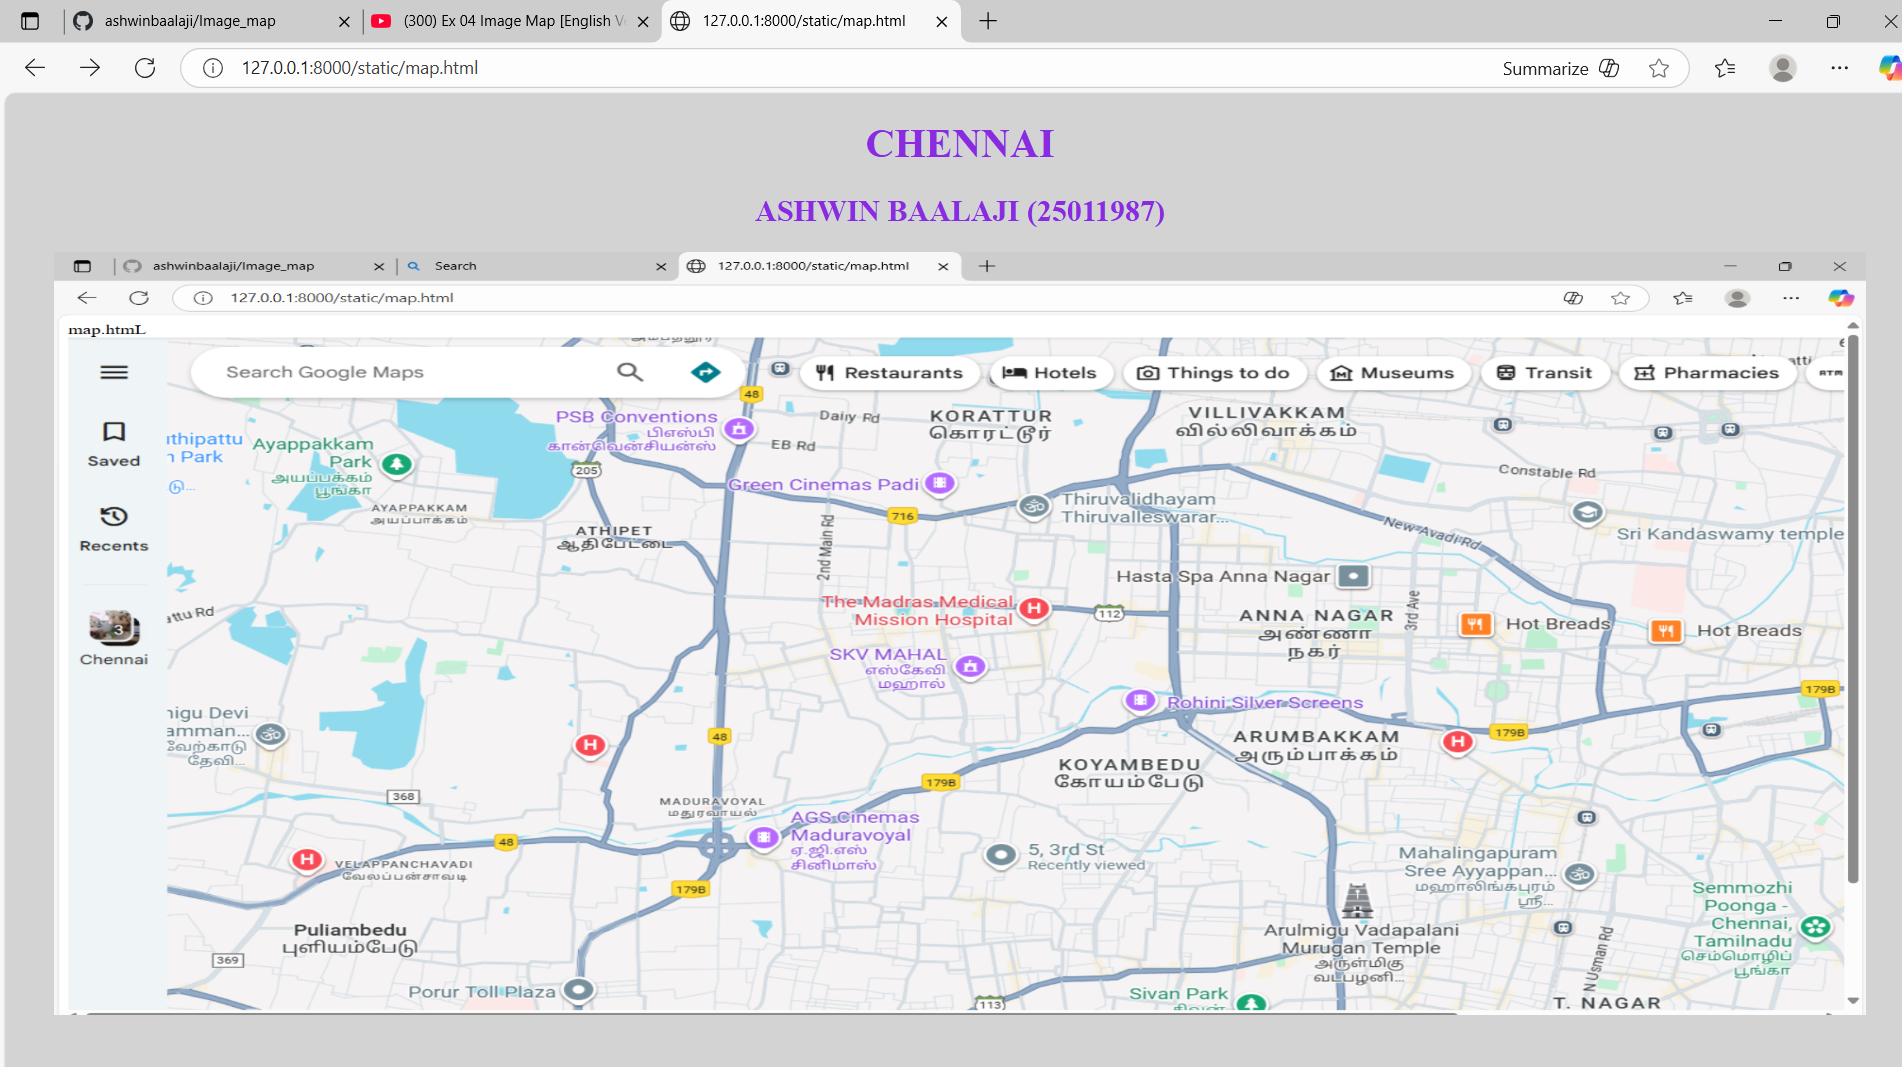 ashwinbaalaji/Image_map
(300) Ex 04 Image Map [English V
127.0.0.1:8000/static/map.html
127.0.0.1:8000/static/map.html
Summarize
CHENNAI
ASHWIN BAALAJI (25011987)
ashwinbaalaji/Image_map
Search
127.0.0.1:8000/static/map.html
127.0.0.1:8000/static/map.html
map.htmL
Search Google Maps
Restaurants
Hotels
Things to do
Museums
Transit
Pharmacies
ATM
Saved
Recents
3
Chennai
uthipattu
n Park
டு...
Ayappakkam
Park
அயப்பக்கம்
பூங்கா
AYAPPAKKAM
அயப்பாக்கம்
PSB Conventions
பிஎஸ்பி
கான்வென்சியன்ஸ்
48
205
Daily Rd
EB Rd
KORATTUR
கொரட்டூர்
VILLIVAKKAM
வில்லிவாக்கம்
Constable Rd
Green Cinemas Padi
716
Thiruvalidhayam
Thiruvalleswarar...
New Avadi Rd
Sri Kandaswamy temple
ATHIPET
ஆதிபேட்டை
2nd Main Rd
Hasta Spa Anna Nagar
The Madras Medical
Mission Hospital
112
ANNA NAGAR
அண்ணா
நகர்
3rd Ave
Hot Breads
Hot Breads
attu Rd
SKV MAHAL
எஸ்கேவி
மஹால்
Rohini Silver Screens
179B
179B
nigu Devi
amman...
வேற்காடு
தேவி...
48
ARUMBAKKAM
அரும்பாக்கம்
KOYAMBEDU
கோயம்பேடு
179B
368
MADURAVOYAL
மதுரவாயல்
AGS Cinemas
Maduravoyal
ஏ.ஜி.எஸ்
சினிமாஸ்
48
VELAPPANCHAVADI
வேலப்பன்சாவடி
5, 3rd St
Recently viewed
179B
Mahalingapuram
Sree Ayyappan...
மஹாலிங்கபுரம்
ஸ்ரீ...
Semmozhi
Poonga -
Chennai,
Tamilnadu
செம்மொழிப்
பூங்கா
Puliambedu
புளியம்பேடு
369
Arulmigu Vadapalani
Murugan Temple
அருள்மிகு
வடபழனி...
N Usman Rd
Porur Toll Plaza
113
Sivan Park
T. NAGAR